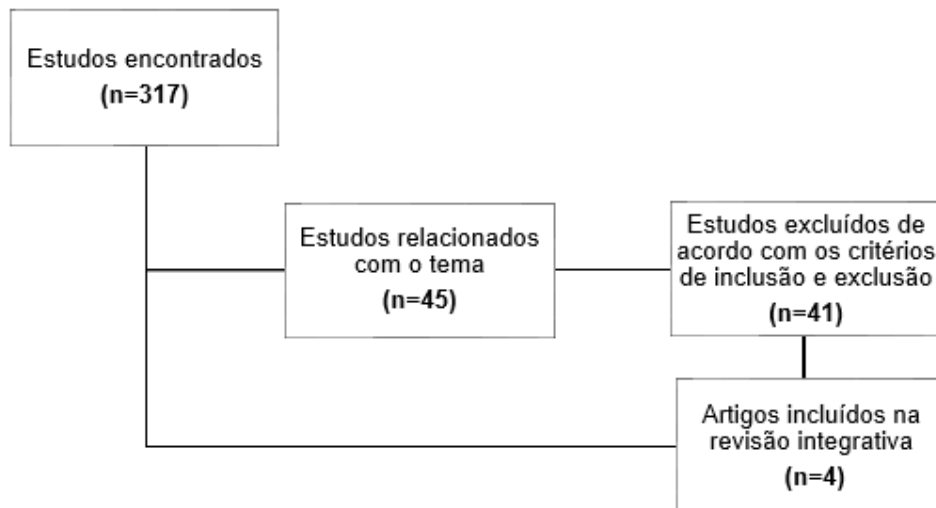 Estudos encontrados
(n=317)
Estudos relacionados
com o tema
(n=45)
Estudos excluídos de
acordo com os critérios
de inclusão e exclusão
(n=41)
Artigos incluídos na
revisão integrativa
(n=4)